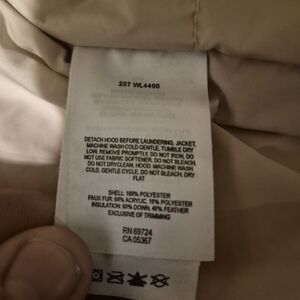 207 WL4400
DETACH HOOD BEFORE LAUNDERING, JACKET,
MACHINE WASH COLD GENTLE, TUMBLE DRY
LOW. REMOVE PROMPTLY. DO NOT IRON, DO
NOT USE FABRIC SOFTENER, DO NOT BLEACH,
DO NOT DRYCLEAN, HOOD: MACHINE WASH
COLD, GENTLE CYCLE, DO NOT BLEACH, DRY
FLAT
SHELL: 100% POLYESTER
FAUX FUR: 84% ACRYLIC, 16% POLYESTER
INSULATION: 60% DOWN, 40% FEATHER
EXCLUSIVE OF TRIMMING
RN 69724
CA 05367